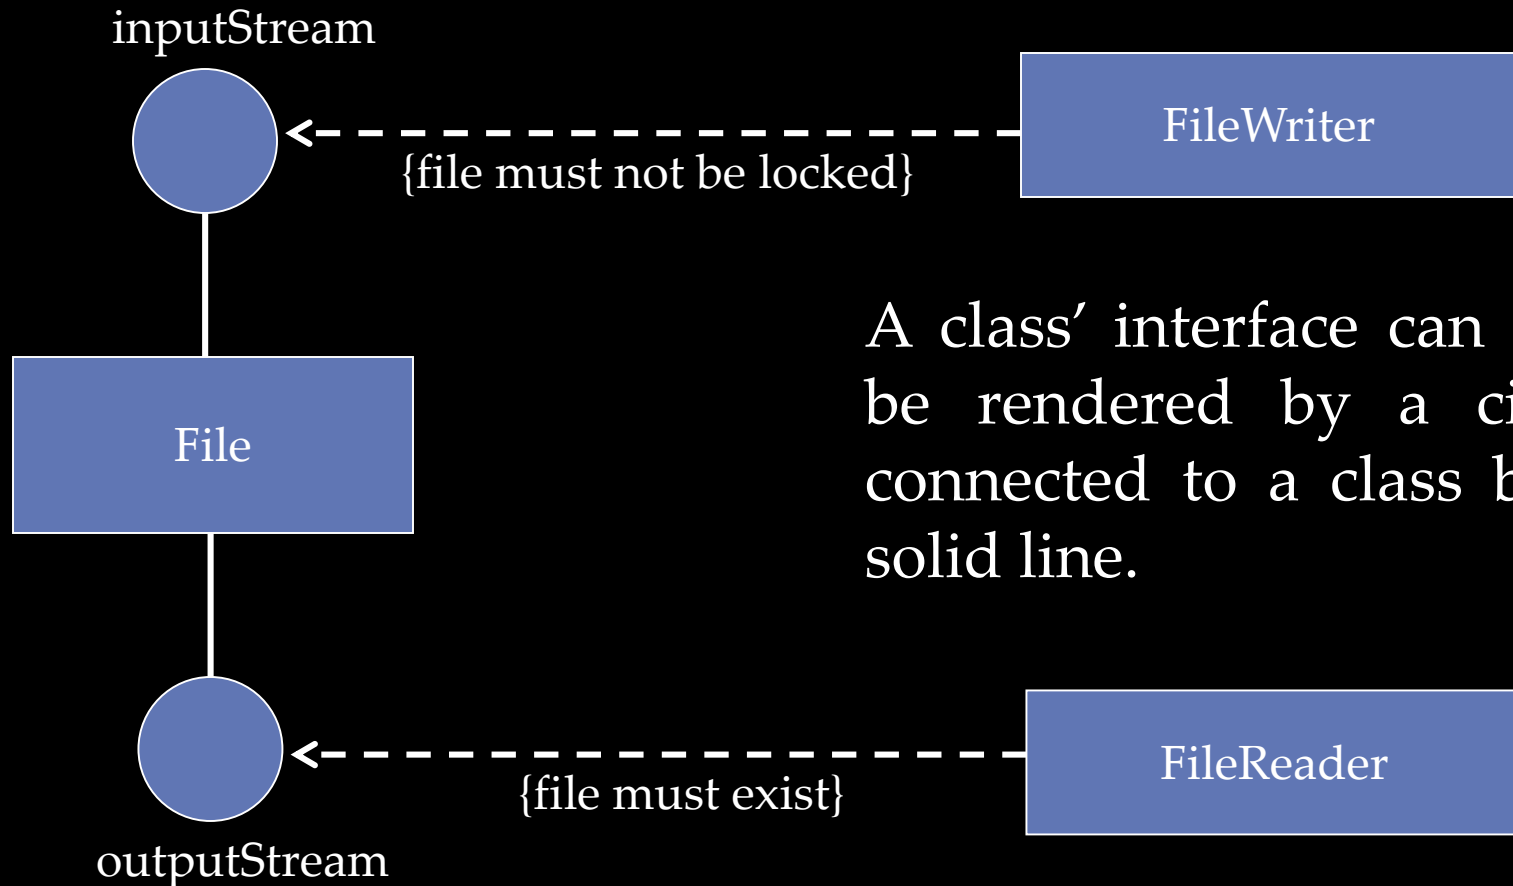 inputStream
FileWriter
{file must not be locked}
A class’ interface can
be rendered by a
File
connected to a class
solid line.
FileReader
{file must exist}
outputStream